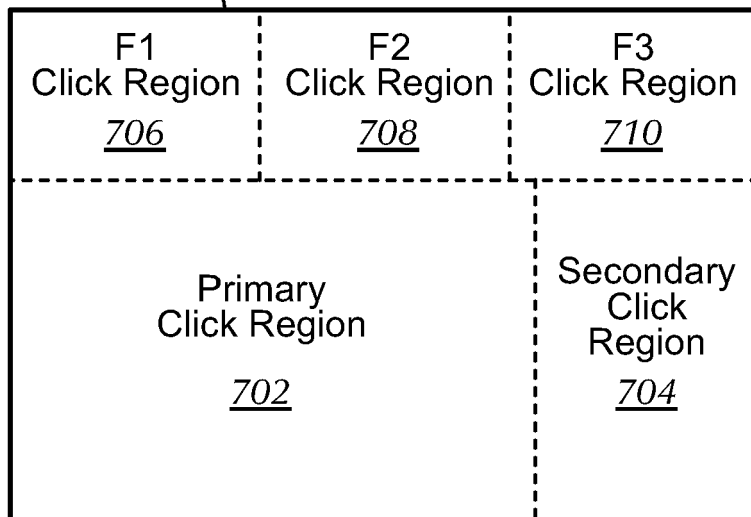 F1
Click Region
706
F2
Click Region
708
F3
Click Region
710
Primary
Click Region
702
Secondary
Click
Region
704